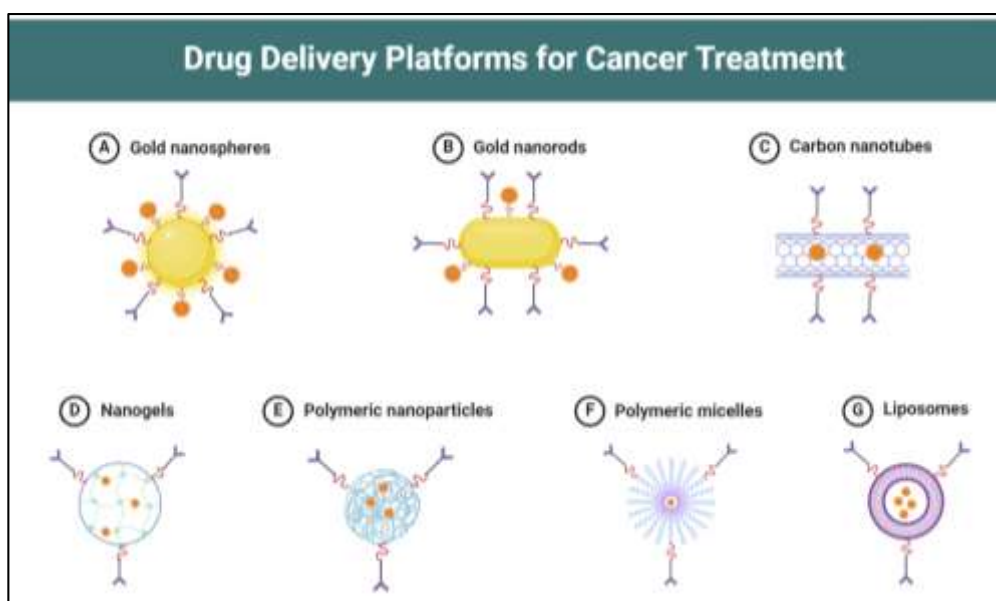 Drug Delivery Platforms for Cancer Treatment
A Gold nanospheres
B Gold nanorods
C Carbon nanotubes
D Nanogels
E Polymeric nanoparticles
F Polymeric micelles
G Liposomes